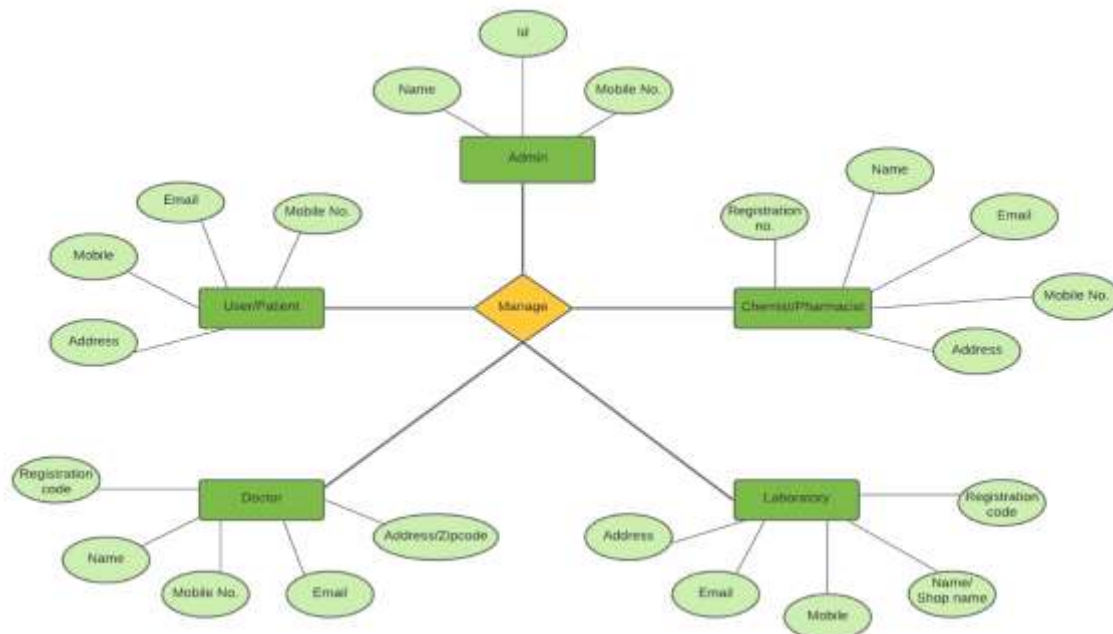 Id
Name
Mobile No.
Admin
Name
Email
Mobile No.
Registration
no.
Email
Mobile
User/Patient
Manage
Chemist/Pharmacist
Mobile No.
Address
Address
Registration
code
Doctor
Laboratory
Registration
code
Address/Zipcode
Address
Name
Mobile No.
Email
Email
Mobile
Name/
Shop name